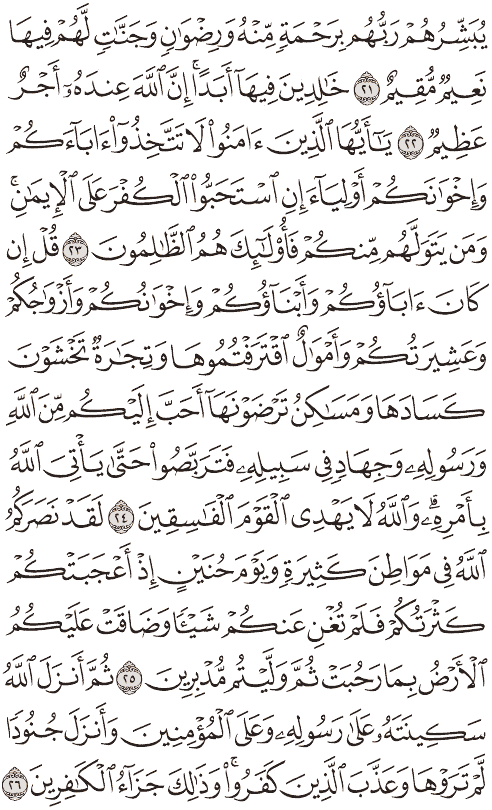 يُبَشِّرُهُمْ رَبُّهُم بِرَحْمَةٍ مِّنْهُ وَرِضْوَٰنٍ وَجَنَّـٰتٍ لَّهُمْ فِيهَا
نَعِيمٌ مُّقِيمٌ ٢١ خَـٰلِدِينَ فِيهَآ أَبَدًا ۚ إِنَّ ٱللَّهَ عِندَهُۥٓ أَجْرٌ
عَظِيمٌ ٢٢ يَـٰٓأَيُّهَا ٱلَّذِينَ ءَامَنُوا۟ لَا تَتَّخِذُوٓا۟ ءَابَآءَكُمْ
وَإِخْوَٰنَكُمْ أَوْلِيَآءَ إِنِ ٱسْتَحَبُّوا۟ ٱلْكُفْرَ عَلَى ٱلْإِيمَـٰنِ ۚ
وَمَن يَتَوَلَّهُم مِّنكُمْ فَأُو۟لَـٰٓئِكَ هُمُ ٱلظَّـٰلِمُونَ ٢٣ قُلْ إِن
كَانَ ءَابَآؤُكُمْ وَأَبْنَآؤُكُمْ وَإِخْوَٰنُكُمْ وَأَزْوَٰجُكُمْ
وَعَشِيرَتُكُمْ وَأَمْوَٰلٌ ٱقْتَرَفْتُمُوهَا وَتِجَـٰرَةٌ تَخْشَوْنَ
كَسَادَهَا وَمَسَـٰكِنُ تَرْضَوْنَهَآ أَحَبَّ إِلَيْكُم مِّنَ ٱللَّهِ
وَرَسُولِهِۦ وَجِهَادٍ فِى سَبِيلِهِۦ فَتَرَبَّصُوا۟ حَتَّىٰ يَأْتِىَ ٱللَّهُ
بِأَمْرِهِۦ ۗ وَٱللَّهُ لَا يَهْدِى ٱلْقَوْمَ ٱلْفَـٰسِقِينَ ٢٤ لَقَدْ نَصَرَكُمُ
ٱللَّهُ فِى مَوَاطِنَ كَثِيرَةٍ ۙ وَيَوْمَ حُنَيْنٍ ۙ إِذْ أَعْجَبَتْكُمْ
كَثْرَتُكُمْ فَلَمْ تُغْنِ عَنكُمْ شَيْـًٔا وَضَاقَتْ عَلَيْكُمُ
ٱلْأَرْضُ بِمَا رَحُبَتْ ثُمَّ وَلَّيْتُم مُّدْبِرِينَ ٢٥ ثُمَّ أَنزَلَ ٱللَّهُ
سَكِينَتَهُۥ عَلَىٰ رَسُولِهِۦ وَعَلَى ٱلْمُؤْمِنِينَ وَأَنزَلَ جُنُودًا
لَّمْ تَرَوْهَا وَعَذَّبَ ٱلَّذِينَ كَفَرُوا۟ ۚ وَذَٰلِكَ جَزَآءُ ٱلْكَـٰفِرِينَ ٢٦